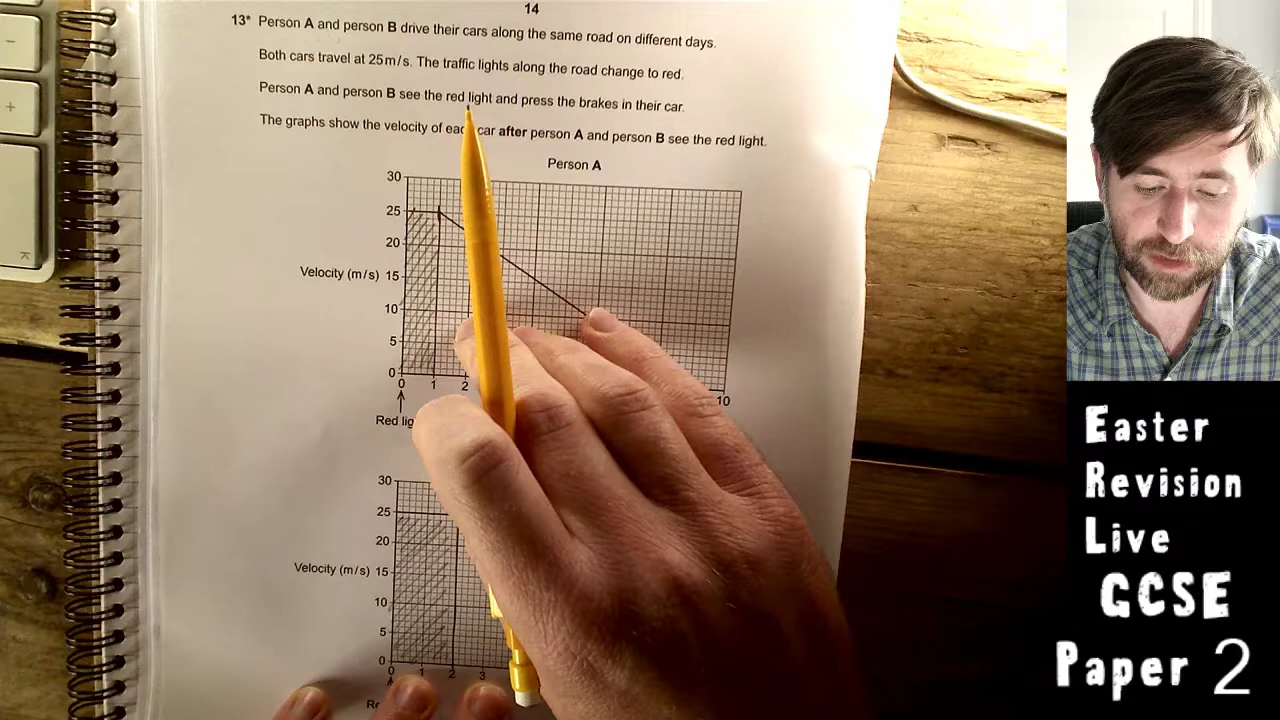 14
13* Person A and person B drive their cars along the same road on different days.
Both cars travel at 25 m/s. The traffic lights along the road change to red.
Person A and person B see the red light and press the brakes in their car.
The graphs show the velocity of car after person A and person B see the red light.
Person A
30
25
20
Velocity (m/s) 15
10
5
0
0 1 2 10
Red
30
25
20
Velocity (m/s) 15
10
5
0
0 1 2 3
Easter
Revision
Live
GCSE
Paper 2